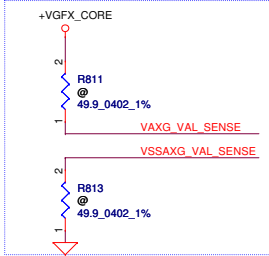 +VGFX_CORE
2
R811
@
49.9_0402_1%
1
VAXG_VAL_SENSE
VSSAXG_VAL_SENSE
2
R813
@
49.9_0402_1%
1